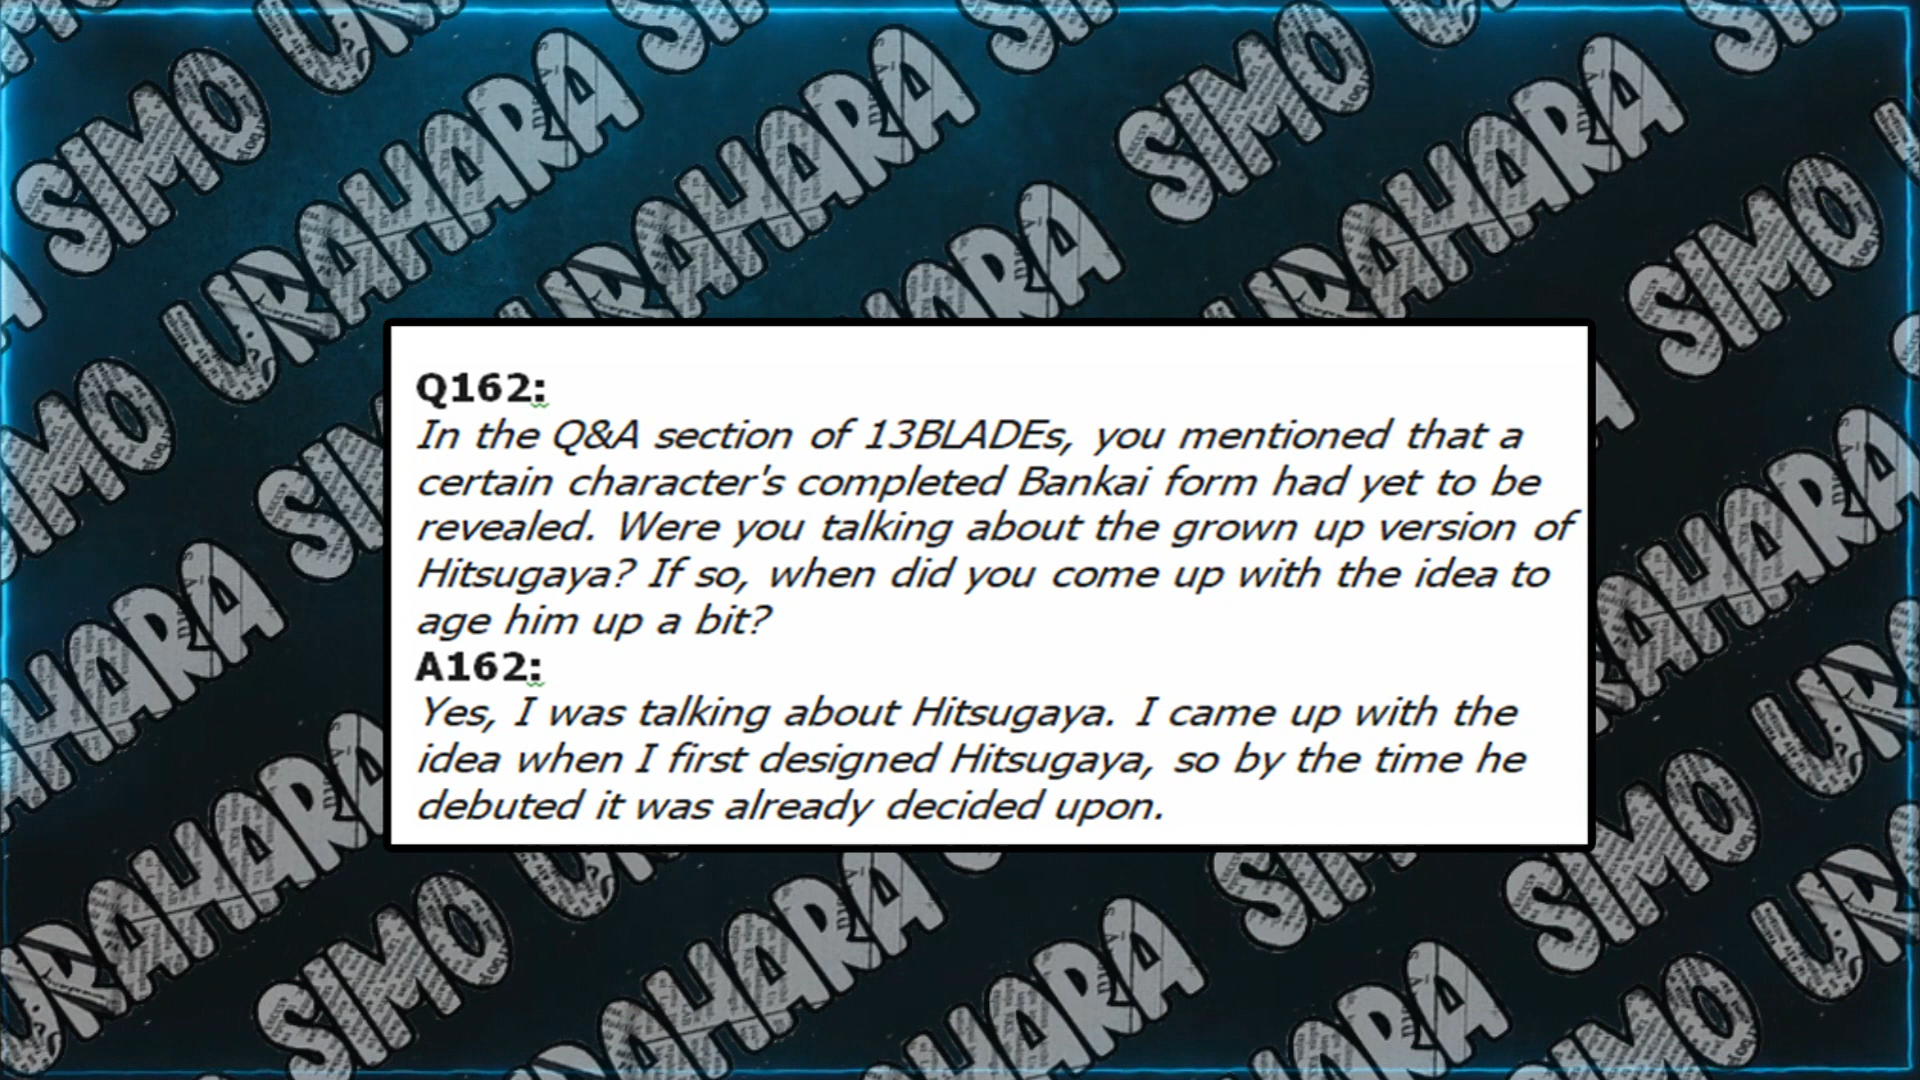 SIMO URAHARA
Q162:
In the Q&A section of 13BLADEs, you mentioned that a
certain character's completed Bankai form had yet to be
revealed. Were you talking about the grown up version of
Hitsugaya? If so, when did you come up with the idea to
age him up a bit?
A162:
Yes, I was talking about Hitsugaya. I came up with the
idea when I first designed Hitsugaya, so by the time he
debuted it was already decided upon.